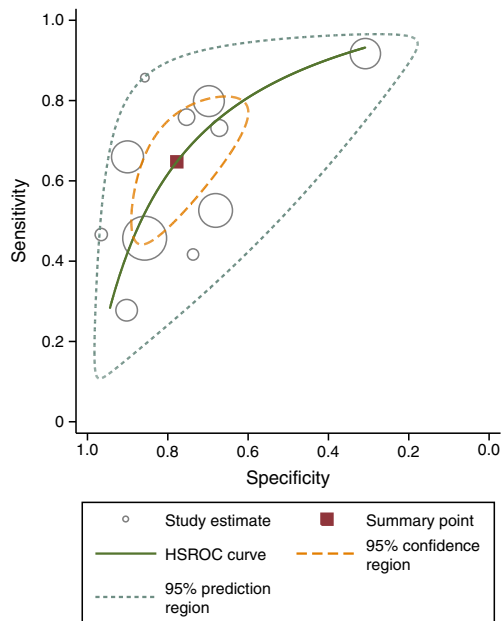 1.0
0.8
0.6
0.4
0.2
0
Sensitivity
1.0 0.8 0.6 0.4 0.2 0.0
Specificity
Study estimate
Summary point
HSROC curve
95% confidence
region
95% prediction
region